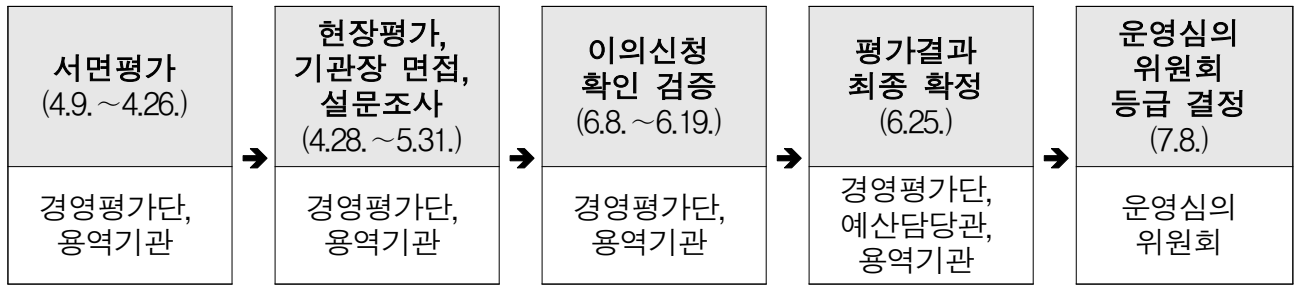 서면평가
(4.9.～4.26.)
경영평가단,
용역기관
➔
현장평가,
기관장 면접,
설문조사
(4.28.～5.31.)
경영평가단,
용역기관
➔
이의신청
확인 검증
(6.8.～6.19.)
경영평가단,
용역기관
➔
평가결과
최종 확정
(6.25.)
경영평가단,
예산담당관,
용역기관
➔
운영심의
위원회
등급 결정
(7.8.)
운영심의
위원회